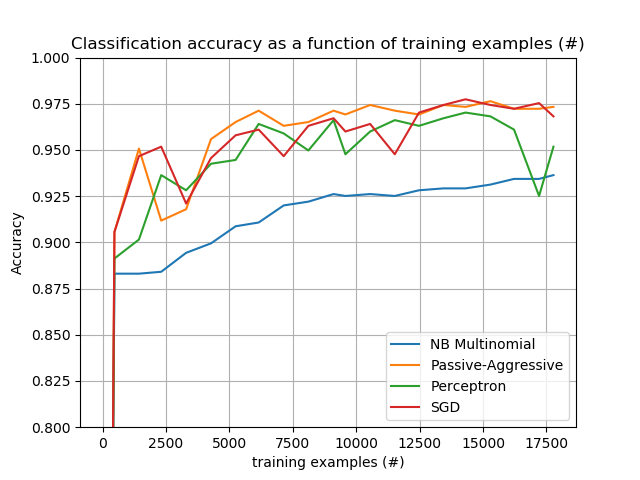 Classification accuracy as a function of training examples (#)
1.000
0.975
0.950
0.925
0.900
0.875
0.850
0.825
0.800
Accuracy
NB Multinomial
Passive-Aggressive
Perceptron
SGD
0 2500 5000 7500 10000 12500 15000 17500
training examples (#)